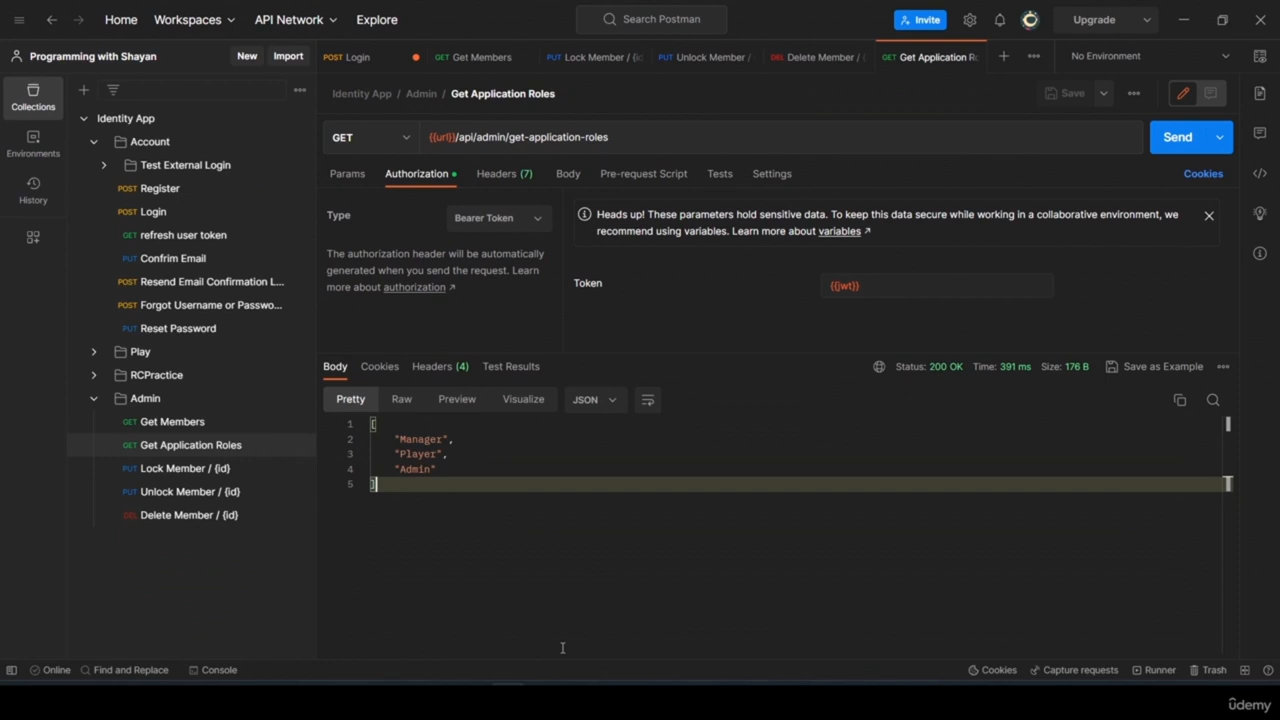 Home Workspaces API Network Explore Search Postman Invite Upgrade
Programming with Shayan New Import POST Login GET Get Members PUT Lock Member / {i PUT Unlock Member / DEL Delete Member / ( GET Get Application R No Environment
Collections
Environments
History
Identity App
Account
Test External Login
POST Register
POST Login
GET refresh user token
PUT Confrim Email
POST Resend Email Confirmation L...
POST Forgot Username or Passwo...
PUT Reset Password
Play
RCPractice
Admin
GET Get Members
GET Get Application Roles
PUT Lock Member / {id}
PUT Unlock Member / {id}
DEL Delete Member / {id}
Identity App / Admin / Get Application Roles Save
GET {{url}}/api/admin/get-application-roles Send
Params Authorization Headers (7) Body Pre-request Script Tests Settings Cookies
Type Bearer Token
The authorization header will be automatically
generated when you send the request. Learn
more about authorization ↗
Heads up! These parameters hold sensitive data. To keep this data secure while working in a collaborative environment, we
recommend using variables. Learn more about variables ↗
Token {{jwt}}
Body Cookies Headers (4) Test Results Status: 200 OK Time: 391 ms Size: 176 B Save as Example
Pretty Raw Preview Visualize JSON
1 [
2 "Manager",
3 "Player",
4 "Admin"
5 ]
Online Find and Replace Console Cookies Capture requests Runner Trash
ûdemy